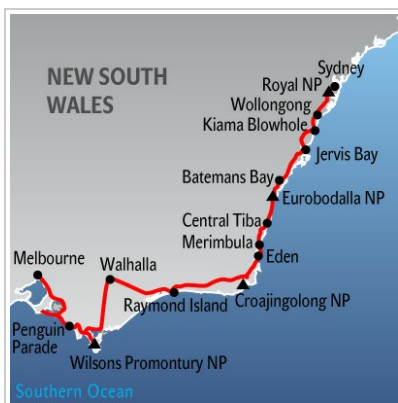 NEW SOUTH
WALES
Sydney
Royal NP
Wollongong
Kiama Blowhole
Jervis Bay
Batemans Bay
Eurobodalla NP
Central Tiba
Merimbula
Eden
Melbourne
Walhalla
Croajingolong NP
Raymond Island
Penguin
Parade
Wilsons Promontury NP
Southern Ocean